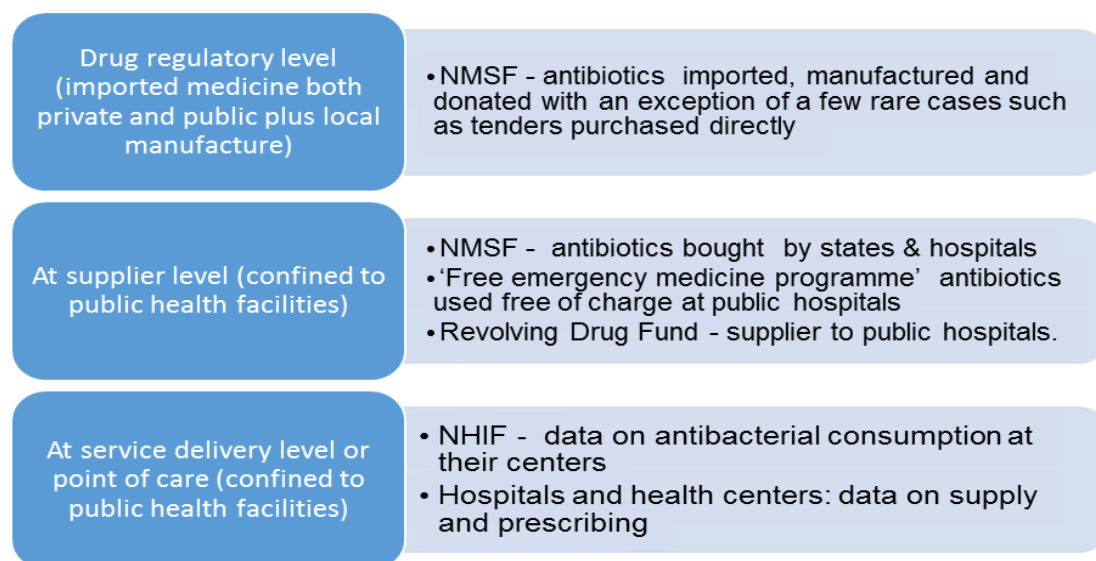 Drug regulatory level
(imported medicine both
private and public plus local
manufacture)
•NMSF - antibiotics imported, manufactured and
donated with an exception of a few rare cases such
as tenders purchased directly
At supplier level (confined to
public health facilities)
•NMSF - antibiotics bought by states & hospitals
•‘Free emergency medicine programme’ antibiotics
used free of charge at public hospitals
•Revolving Drug Fund - supplier to public hospitals.
At service delivery level or
point of care (confined to
public health facilities)
• NHIF - data on antibacterial consumption at
their centers
• Hospitals and health centers: data on supply
and prescribing